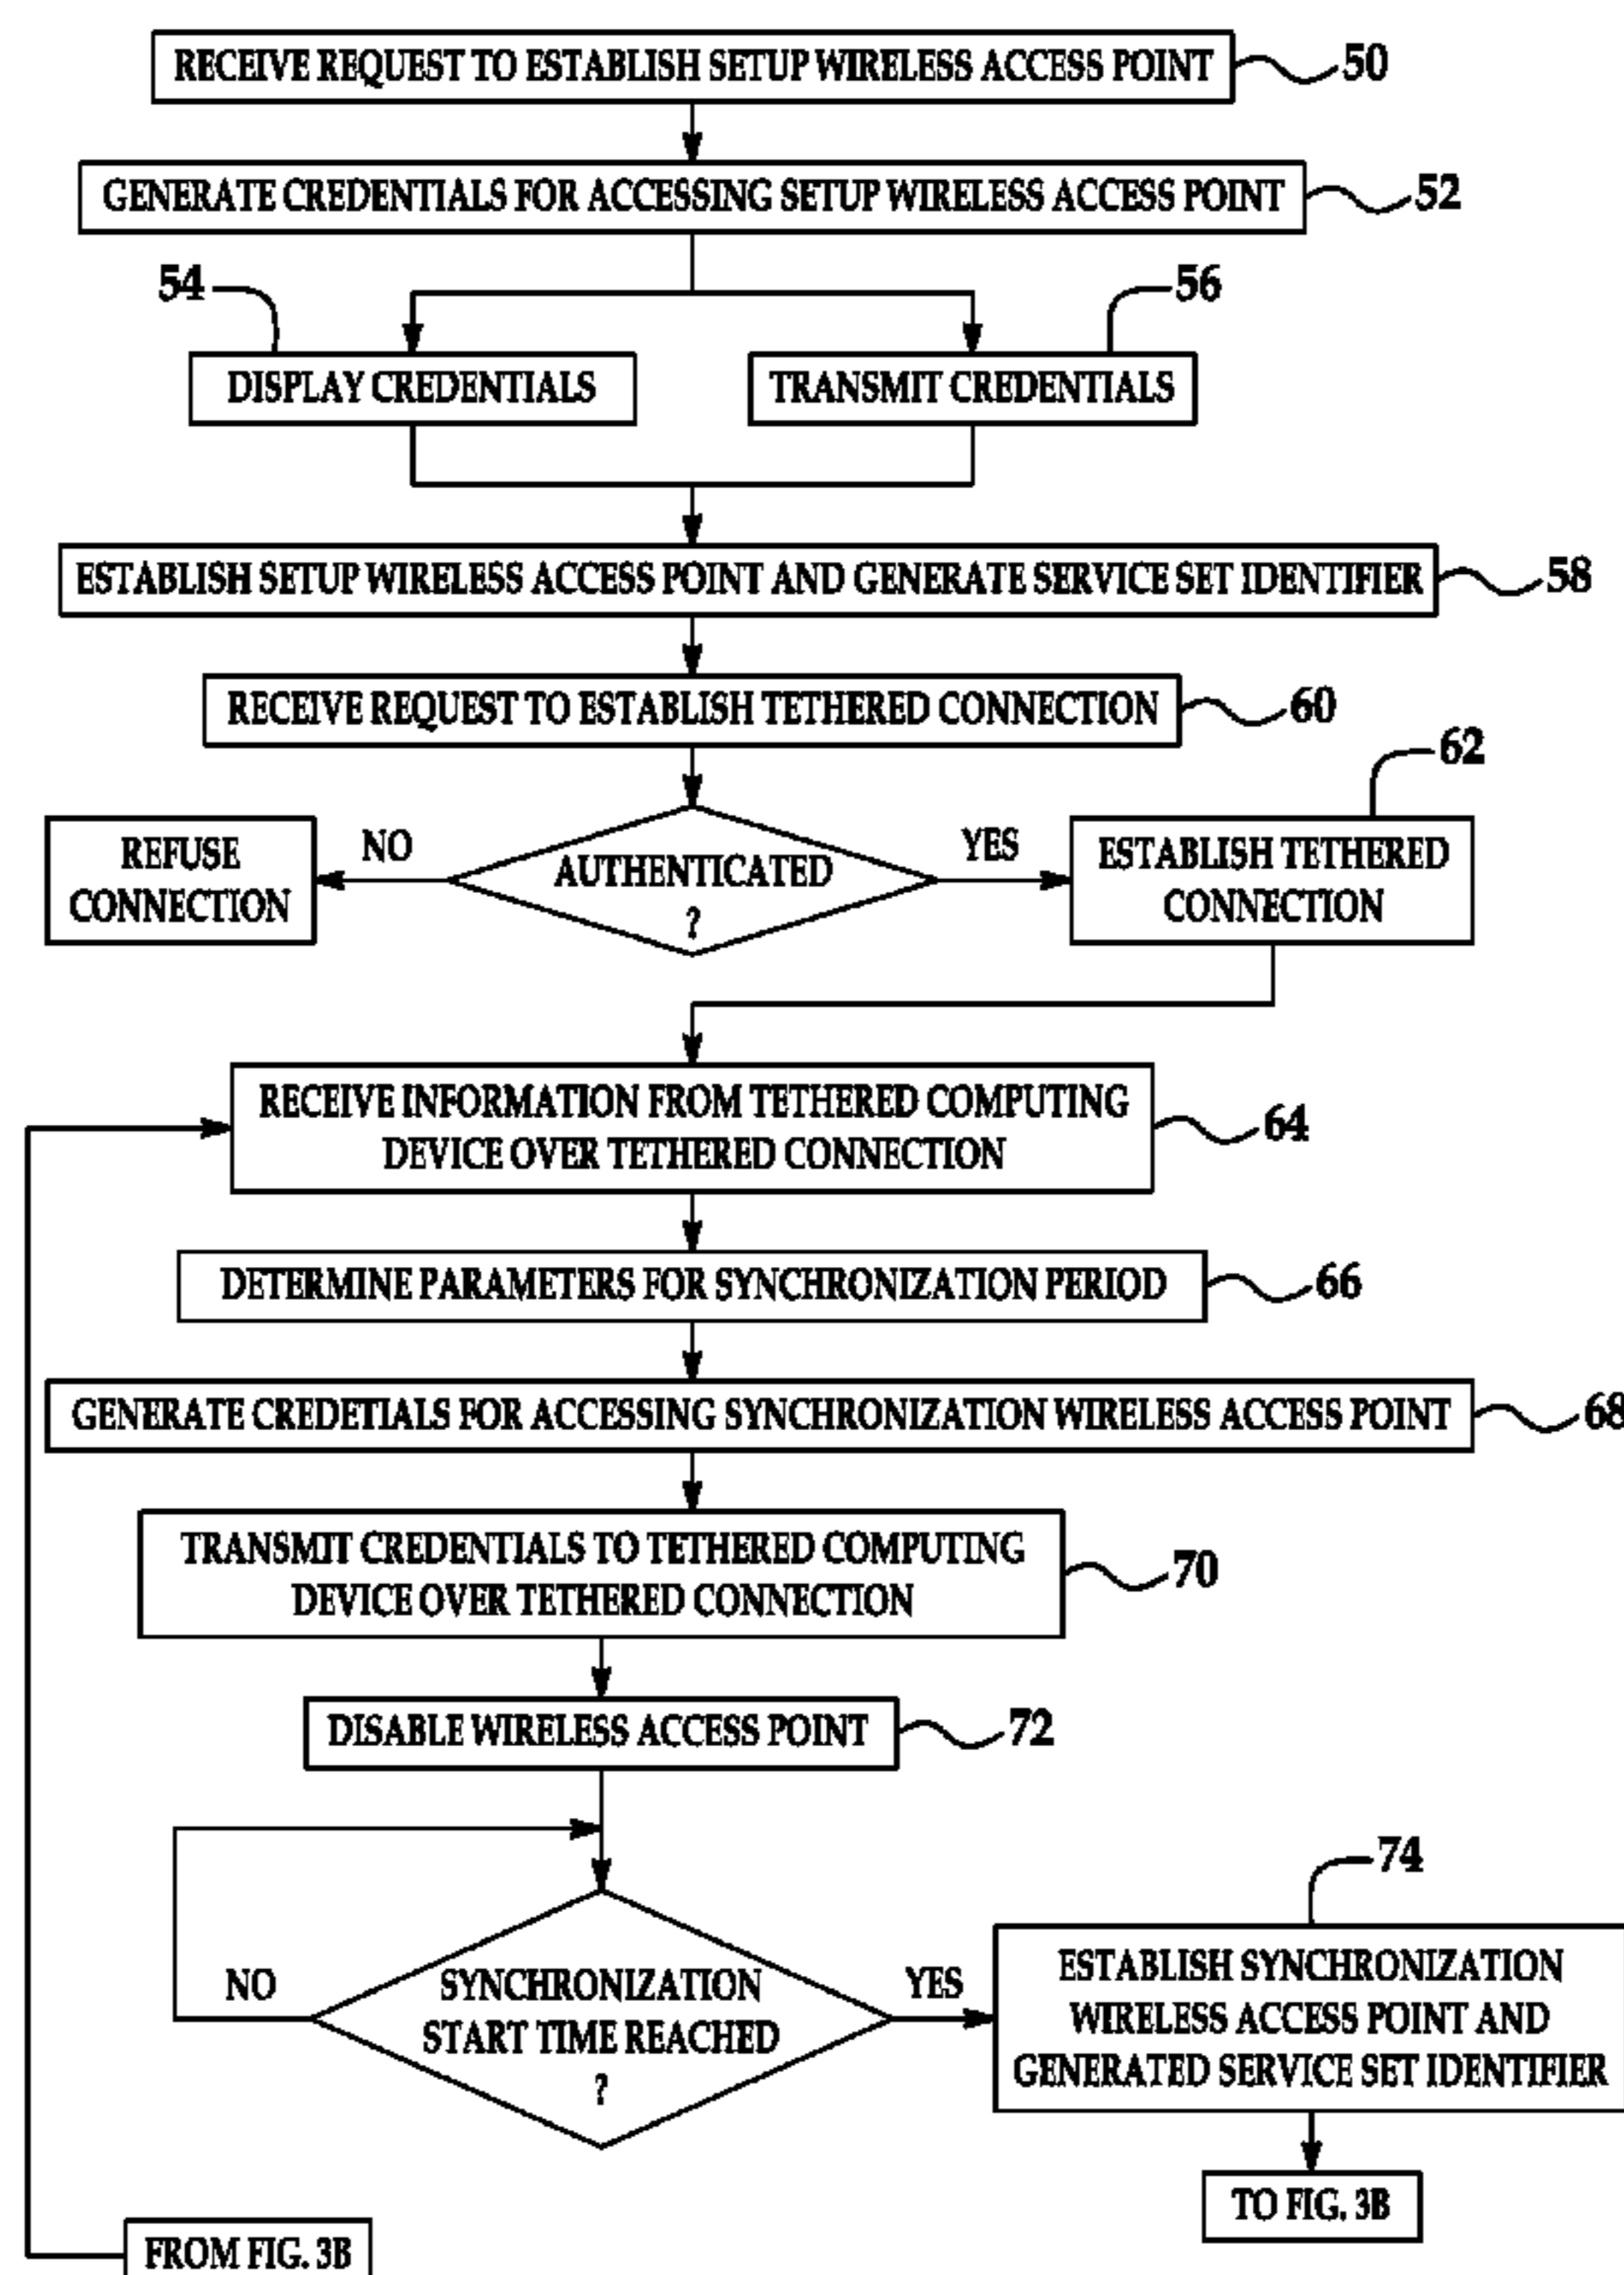 RECEIVE REQUEST TO ESTABLISH SETUP WIRELESS ACCESS POINT
50
GENERATE CREDENTIALS FOR ACCESSING SETUP WIRELESS ACCESS POINT
52
54
56
DISPLAY CREDENTIALS
TRANSMIT CREDENTIALS
ESTABLISH SETUP WIRELESS ACCESS POINT AND GENERATE SERVICE SET IDENTIFIER
58
RECEIVE REQUEST TO ESTABLISH TETHERED CONNECTION
60
62
REFUSE
CONNECTION
NO
AUTHENTICATED
?
YES
ESTABLISH TETHERED
CONNECTION
RECEIVE INFORMATION FROM TETHERED COMPUTING
DEVICE OVER TETHERED CONNECTION
64
DETERMINE PARAMETERS FOR SYNCHRONIZATION PERIOD
66
GENERATE CREDETIALS FOR ACCESSING SYNCHRONIZATION WIRELESS ACCESS POINT
68
TRANSMIT CREDENTIALS TO TETHERED COMPUTING
DEVICE OVER TETHERED CONNECTION
70
DISABLE WIRELESS ACCESS POINT
72
74
NO
SYNCHRONIZATION
START TIME REACHED
?
YES
ESTABLISH SYNCHRONIZATION
WIRELESS ACCESS POINT AND
GENERATED SERVICE SET IDENTIFIER
TO FIG. 3B
FROM FIG. 3B